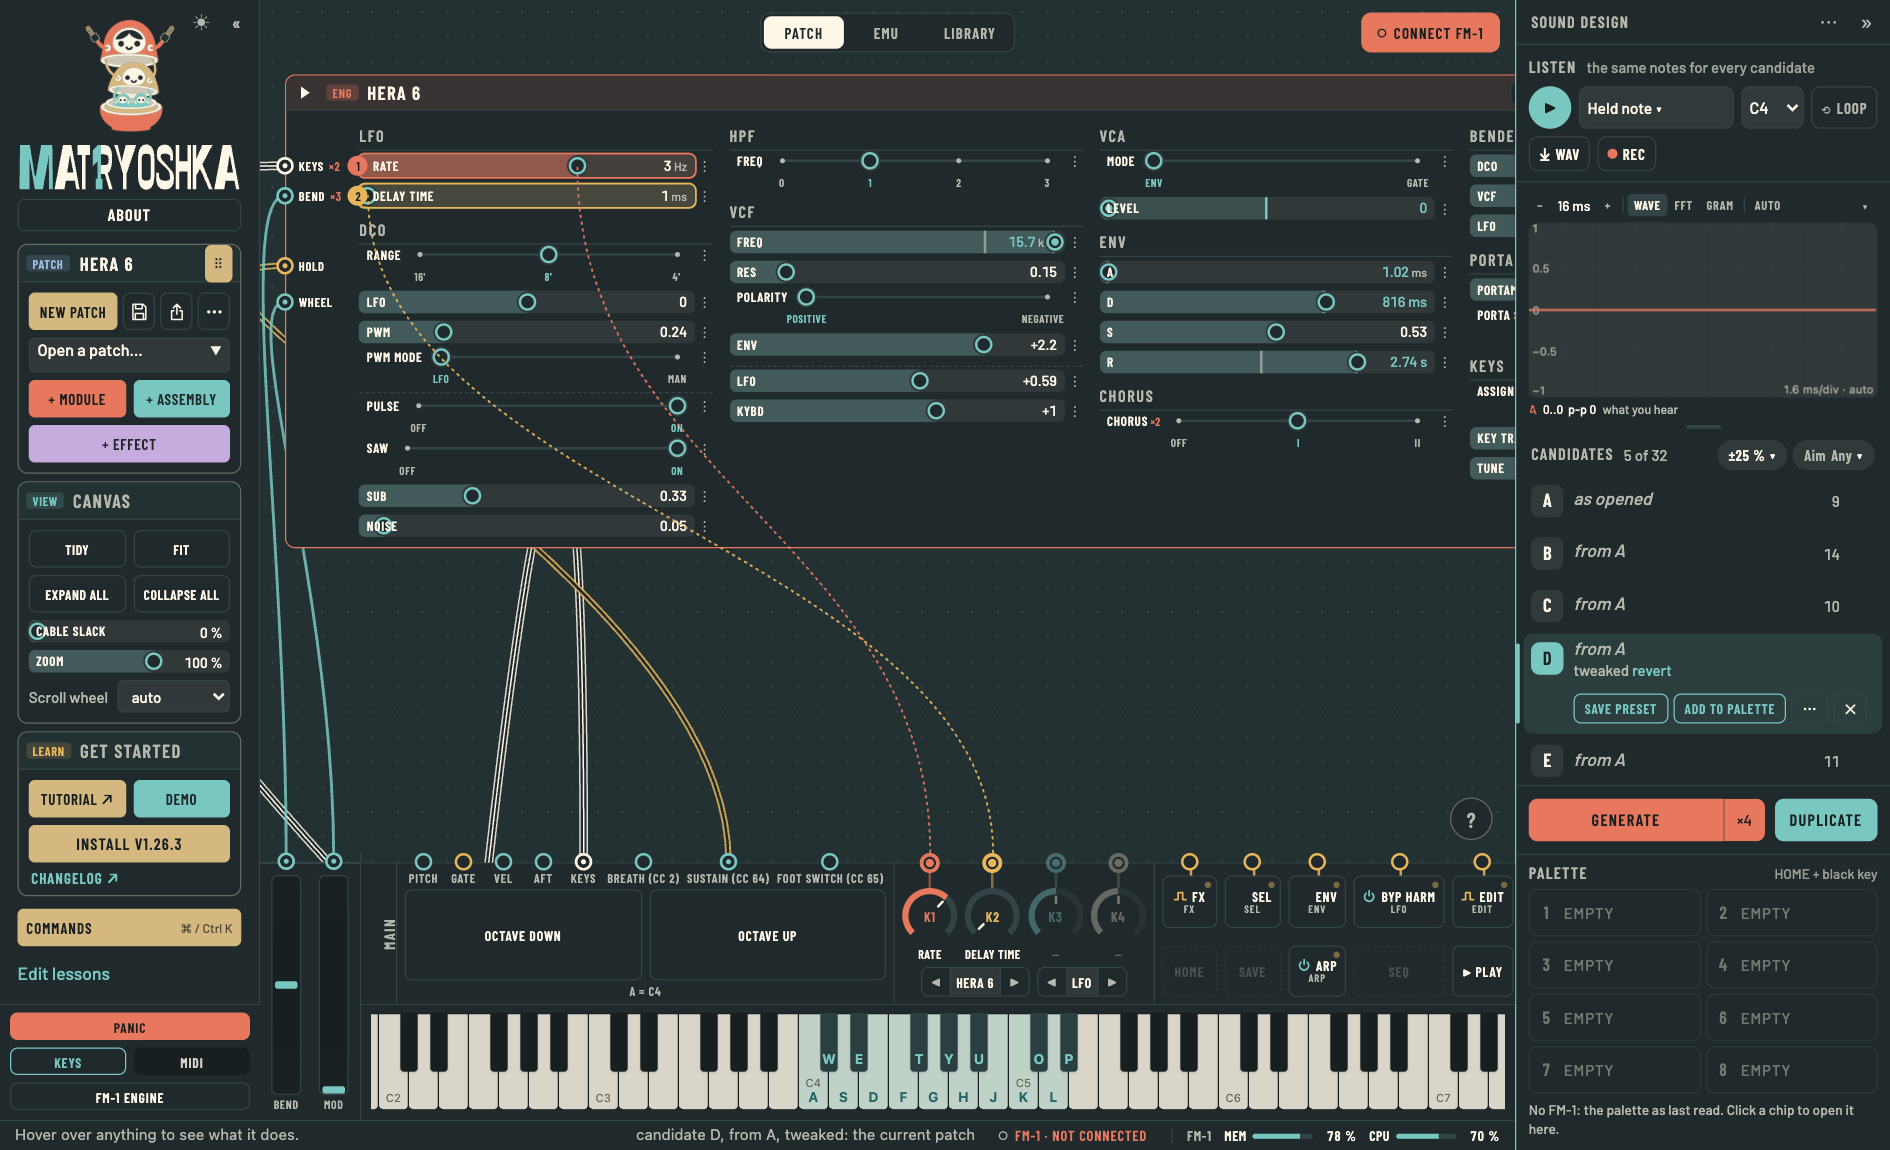 MATRYOSHKA
ABOUT
PATCH HERA 6
NEW PATCH
Open a patch...
+ MODULE
+ ASSEMBLY
+ EFFECT
VIEW CANVAS
TIDY
FIT
EXPAND ALL
COLLAPSE ALL
CABLE SLACK 0 %
ZOOM 100 %
Scroll wheel auto
LEARN GET STARTED
TUTORIAL ↗
DEMO
INSTALL V1.26.3
CHANGELOG ↗
COMMANDS ⌘ / Ctrl K
Edit lessons
PANIC
KEYS
MIDI
FM-1 ENGINE
PATCH
EMU
LIBRARY
CONNECT FM-1
ENG HERA 6
KEYS ×2
BEND ×3
HOLD
WHEEL
LFO
1 RATE 3 Hz
2 DELAY TIME 1 ms
DCO
RANGE
16' 8' 4'
LFO 0
PWM 0.24
PWM MODE
LFO MAN
PULSE
OFF ON
SAW
OFF ON
SUB 0.33
NOISE 0.05
HPF
FREQ
0 1 2 3
VCF
FREQ 15.7 k
RES 0.15
POLARITY
POSITIVE NEGATIVE
ENV +2.2
LFO +0.59
KYBD +1
VCA
MODE
ENV GATE
LEVEL 0
ENV
A 1.02 ms
D 816 ms
S 0.53
R 2.74 s
CHORUS
CHORUS ×2
OFF I II
BENDE
DCO
VCF
LFO
PORTA
PORTAM
PORTA S
KEYS
ASSIGN
KEY TR
TUNE
?
PITCH
GATE
VEL
AFT
KEYS
BREATH (CC 2)
SUSTAIN (CC 64)
FOOT SWITCH (CC 65)
MAIN
OCTAVE DOWN
OCTAVE UP
A = C4
K1 K2 K3 K4
RATE
DELAY TIME
–
–
◀ HERA 6 ▶
◀ LFO ▶
FX
FX
SEL
SEL
ENV
ENV
BYP HARM
LFO
EDIT
EDIT
HOME
SAVE
ARP
ARP
SEQ
▶ PLAY
BEND
MOD
W E T Y U O P
C4 C5
C2 C3 A S D F G H J K L C6 C7
Hover over anything to see what it does.
candidate D, from A, tweaked: the current patch
FM-1 · NOT CONNECTED
FM-1 MEM 78 % CPU 70 %
SOUND DESIGN
LISTEN the same notes for every candidate
Held note
C4
LOOP
WAV
REC
− 16 ms +
WAVE FFT GRAM AUTO
1
0.5
0
−0.5
−1
1.6 ms/div · auto
A 0..0 p-p 0 what you hear
CANDIDATES 5 of 32
±25 %
Aim Any
A as opened 9
B from A 14
C from A 10
D from A
tweaked revert
SAVE PRESET
ADD TO PALETTE
E from A 11
GENERATE ×4
DUPLICATE
PALETTE HOME + black key
1 EMPTY
2 EMPTY
3 EMPTY
4 EMPTY
5 EMPTY
6 EMPTY
7 EMPTY
8 EMPTY
No FM-1: the palette as last read. Click a chip to open it
here.